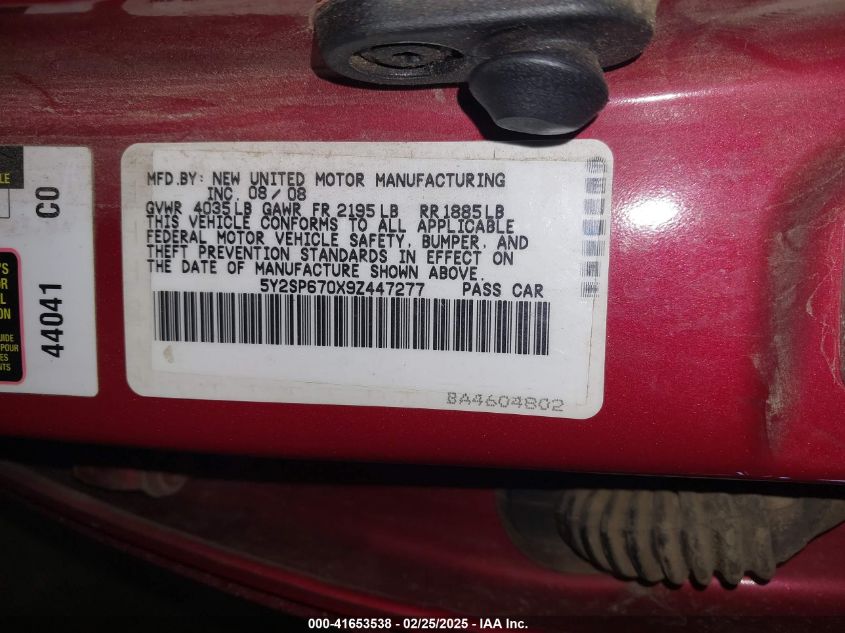 MFD.BY: NEW UNITED MOTOR MANUFACTURING
INC 08/08
GVWR 4035LB GAWR FR 2195LB RR 1885LB
THIS VEHICLE CONFORMS TO ALL APPLICABLE
FEDERAL MOTOR VEHICLE SAFETY, BUMPER, AND
THEFT PREVENTION STANDARDS IN EFFECT ON
THE DATE OF MANUFACTURE SHOWN ABOVE.
5Y2SP670X9Z447277 PASS CAR
BA4604802
44041 CO
GUIDE
POUR
000-41653538 - 02/25/2025 - IAA Inc.